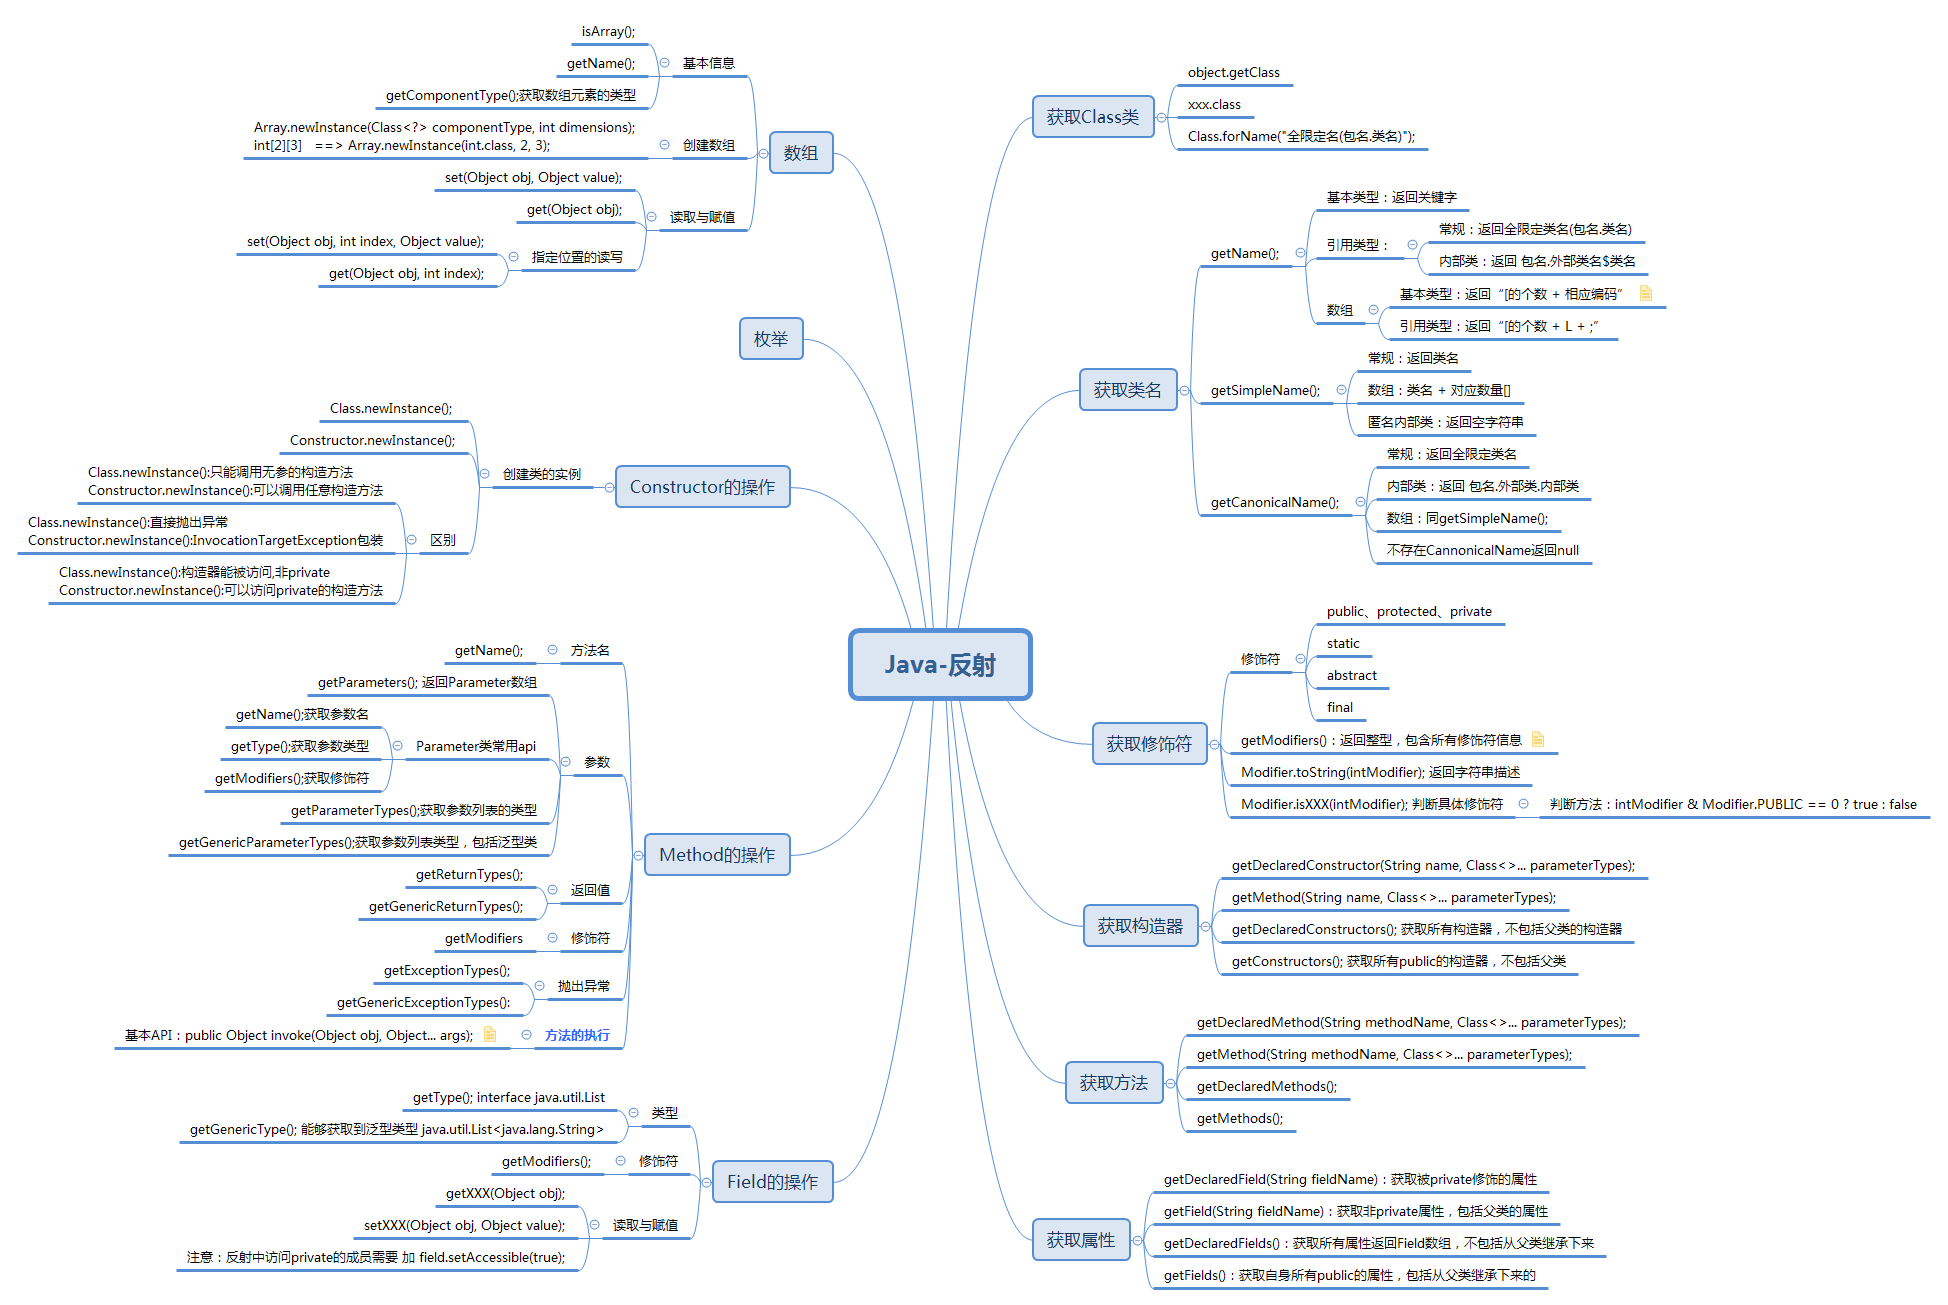 Java-反射
获取Class类
object.getClass
xxx.class
Class.forName("全限定名(包名.类名)");
获取类名
getName();
基本类型：返回关键字
引用类型：
常规：返回全限定类名(包名.类名)
内部类：返回 包名.外部类名$类名
数组
基本类型：返回“[的个数 + 相应编码”
引用类型：返回“[的个数 + L + ;”
getSimpleName();
常规：返回类名
数组：类名 + 对应数量[]
匿名内部类：返回空字符串
getCanonicalName();
常规：返回全限定类名
内部类：返回 包名.外部类.内部类
数组：同getSimpleName();
不存在CannonicalName返回null
获取修饰符
修饰符
public、protected、private
static
abstract
final
getModifiers()：返回整型，包含所有修饰符信息
Modifier.toString(intModifier); 返回字符串描述
Modifier.isXXX(intModifier); 判断具体修饰符
判断方法：intModifier & Modifier.PUBLIC == 0 ? true : false
获取构造器
getDeclaredConstructor(String name, Class<>... parameterTypes);
getMethod(String name, Class<>... parameterTypes);
getDeclaredConstructors(); 获取所有构造器，不包括父类的构造器
getConstructors(); 获取所有public的构造器，不包括父类
获取方法
getDeclaredMethod(String methodName, Class<>... parameterTypes);
getMethod(String methodName, Class<>... parameterTypes);
getDeclaredMethods();
getMethods();
获取属性
getDeclaredField(String fieldName)：获取被private修饰的属性
getField(String fieldName)：获取非private属性，包括父类的属性
getDeclaredFields()：获取所有属性返回Field数组，不包括从父类继承下来
getFields()：获取自身所有public的属性，包括从父类继承下来的
数组
基本信息
isArray();
getName();
getComponentType();获取数组元素的类型
创建数组
Array.newInstance(Class<?> componentType, int dimensions);
int[2][3] ==> Array.newInstance(int.class, 2, 3);
读取与赋值
set(Object obj, Object value);
get(Object obj);
指定位置的读写
set(Object obj, int index, Object value);
get(Object obj, int index);
枚举
Constructor的操作
创建类的实例
Class.newInstance();
Constructor.newInstance();
区别
Class.newInstance():只能调用无参的构造方法
Constructor.newInstance():可以调用任意构造方法
Class.newInstance():直接抛出异常
Constructor.newInstance():InvocationTargetException包装
Class.newInstance():构造器能被访问,非private
Constructor.newInstance():可以访问private的构造方法
Method的操作
方法名
getName();
参数
getParameters(); 返回Parameter数组
Parameter类常用api
getName();获取参数名
getType();获取参数类型
getModifiers();获取修饰符
getParameterTypes();获取参数列表的类型
getGenericParameterTypes();获取参数列表类型，包括泛型类
返回值
getReturnTypes();
getGenericReturnTypes();
修饰符
getModifiers
抛出异常
getExceptionTypes();
getGenericExceptionTypes():
方法的执行
基本API：public Object invoke(Object obj, Object... args);
Field的操作
类型
getType(); interface java.util.List
getGenericType(); 能够获取到泛型类型 java.util.List<java.lang.String>
修饰符
getModifiers();
读取与赋值
getXXX(Object obj);
setXXX(Object obj, Object value);
注意：反射中访问private的成员需要 加 field.setAccessible(true);